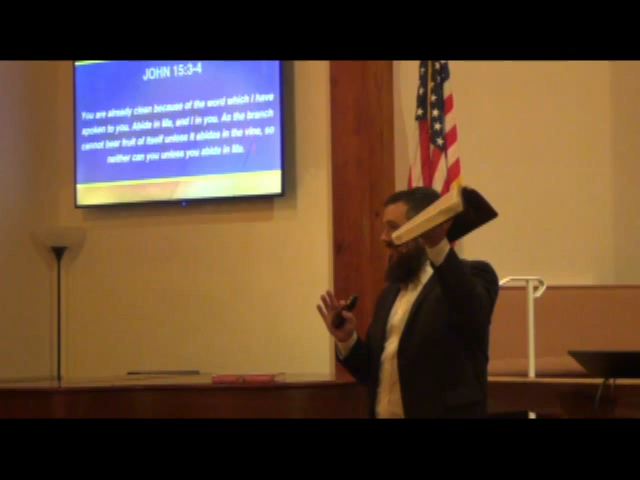 JOHN 15:3-4
You are already clean because of the word which I have
spoken to you. Abide in Me, and I in you. As the branch
cannot bear fruit of itself unless it abides in the vine, so
neither can you unless you abide in Me.